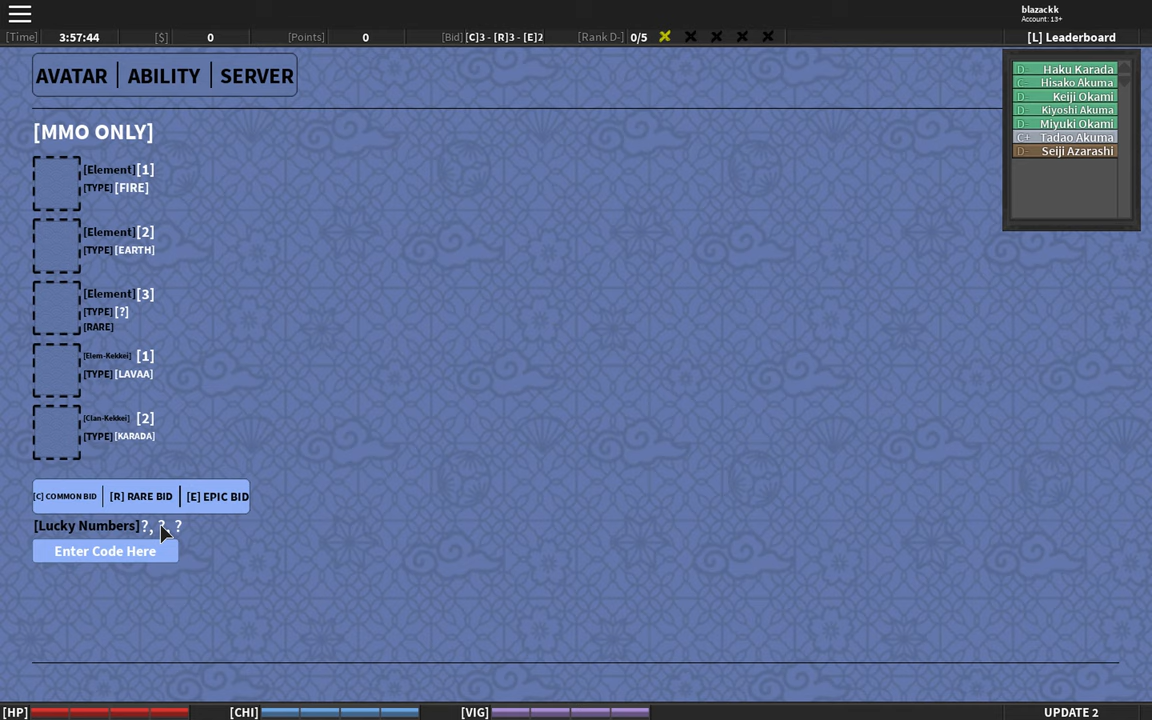 blazackk
Account: 13+
[Time] 3:57:44 [$] 0 [Points] 0 [Bid] [C]3 - [R]3 - [E]2 [Rank D-] 0/5 [L] Leaderboard
AVATAR | ABILITY | SERVER
D- Haku Karada
C- Hisako Akuma
D- Keiji Okami
D- Kiyoshi Akuma
D- Miyuki Okami
C+ Tadao Akuma
D- Seiji Azarashi
[MMO ONLY]
[Element] [1]
[TYPE] [FIRE]
[Element] [2]
[TYPE] [EARTH]
[Element] [3]
[TYPE] [?]
[RARE]
[Elem-Kekkei] [1]
[TYPE] [LAVAA]
[Clan-Kekkei] [2]
[TYPE] [KARADA]
[C] COMMON BID | [R] RARE BID | [E] EPIC BID
[Lucky Numbers] ?, ?, ?
Enter Code Here
[HP] [CHI] [VIG] UPDATE 2